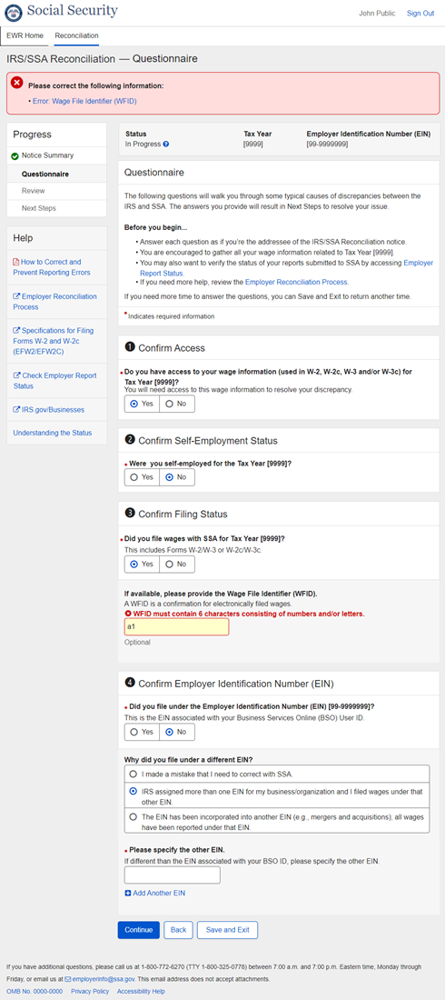 Social Security
John Public
Sign Out
EWR Home
Reconciliation
IRS/SSA Reconciliation — Questionnaire
Please correct the following information:
• Error: Wage File Identifier (WFID)
Progress
Notice Summary
Questionnaire
Review
Next Steps
Help
How to Correct and
Prevent Reporting Errors
Employer Reconciliation
Process
Specifications for Filing
Forms W-2 and W-2c
(EFW2/EFW2C)
Check Employer Report
Status
IRS gov/Businesses
Understanding the Status
Status
In Progress
Tax Year
[9999]
Employer Identification Number (EIN)
[99-9999999]
Questionnaire
The following questions will walk you through some typical causes of discrepancies between the
IRS and SSA. The answers you provide will result in Next Steps to resolve your issue.
Before you begin...
• Answer each question as if you're the addressee of the IRS/SSA Reconciliation notice.
• You are encouraged to gather all your wage information related to Tax Year [9999].
• You may also want to verify the status of your reports submitted to SSA by accessing Employer
Report Status.
• If you need more help, review the Employer Reconciliation Process.
If you need more time to answer the questions, you can Save and Exit to return another time.
* Indicates required information
1 Confirm Access
Do you have access to your wage information (used in W-2, W-2c, W-3 and/or W-3c) for
Tax Year [9999]?
You will need access to this wage information to resolve your discrepancy.
Yes No
2 Confirm Self-Employment Status
Were you self-employed for the Tax Year [9999]?
Yes No
3 Confirm Filing Status
Did you file wages with SSA for Tax Year [9999]?
This includes Forms W-2/W-3 or W-2c/W-3c.
Yes No
If available, please provide the Wage File Identifier (WFID).
A WFID is a confirmation for electronically filed wages.
WFID must contain 6 characters consisting of numbers and/or letters.
a1
Optional
4 Confirm Employer Identification Number (EIN)
Did you file under the Employer Identification Number (EIN) [99-9999999]?
This is the EIN associated with your Business Services Online (BSO) User ID.
Yes No
Why did you file under a different EIN?
I made a mistake that I need to correct with SSA.
IRS assigned more than one EIN for my business/organization and I filed wages under that
other EIN.
The EIN has been incorporated into another EIN (e.g., mergers and acquisitions); all wages
have been reported under that EIN.
Please specify the other EIN.
If different than the EIN associated with your BSO ID, please specify the other EIN.
Add Another EIN
Continue
Back
Save and Exit
If you have additional questions, please call us at 1-800-772-6270 (TTY 1-800-325-0778) between 7:00 a.m. and 7:00 p.m. Eastern time, Monday through
Friday, or email us at employerinfo@ssa.gov. This email address does not accept attachments.
OMB No. 0000-0000 Privacy Policy Accessibility Help